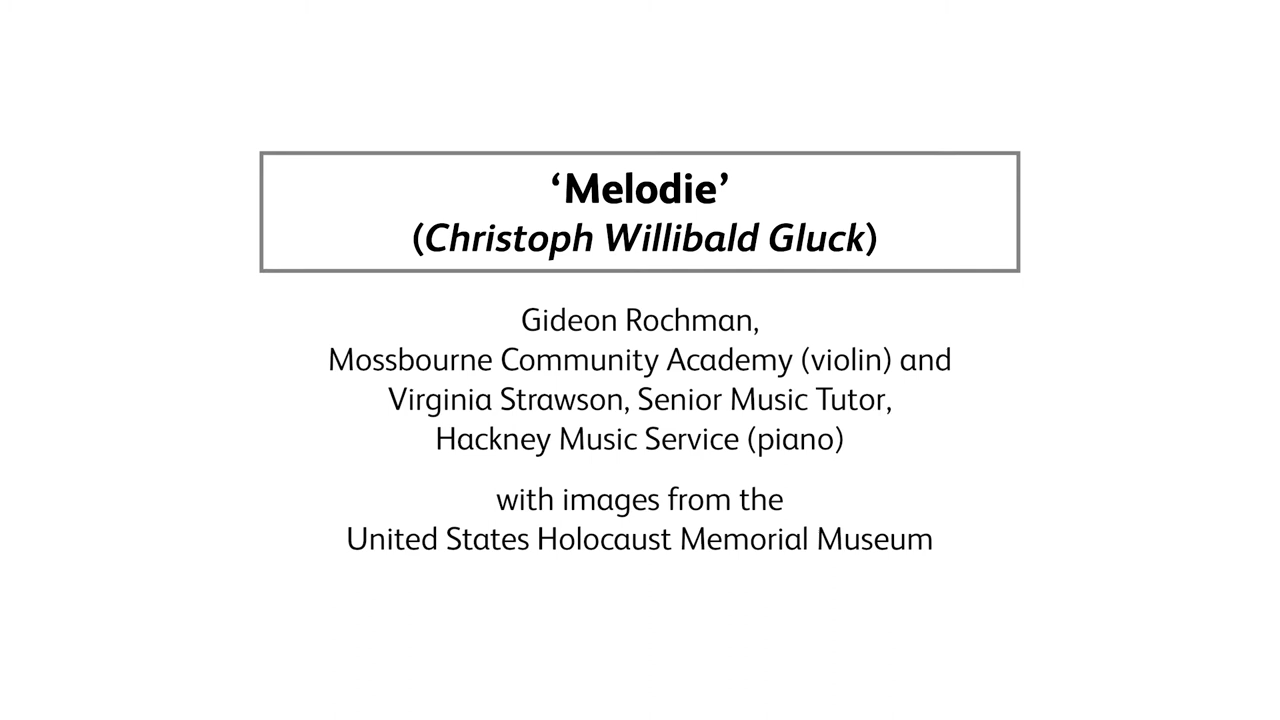 ‘Melodie’
(Christoph Willibald Gluck)
Gideon Rochman,
Mossbourne Community Academy (violin) and
Virginia Strawson, Senior Music Tutor,
Hackney Music Service (piano)
with images from the
United States Holocaust Memorial Museum